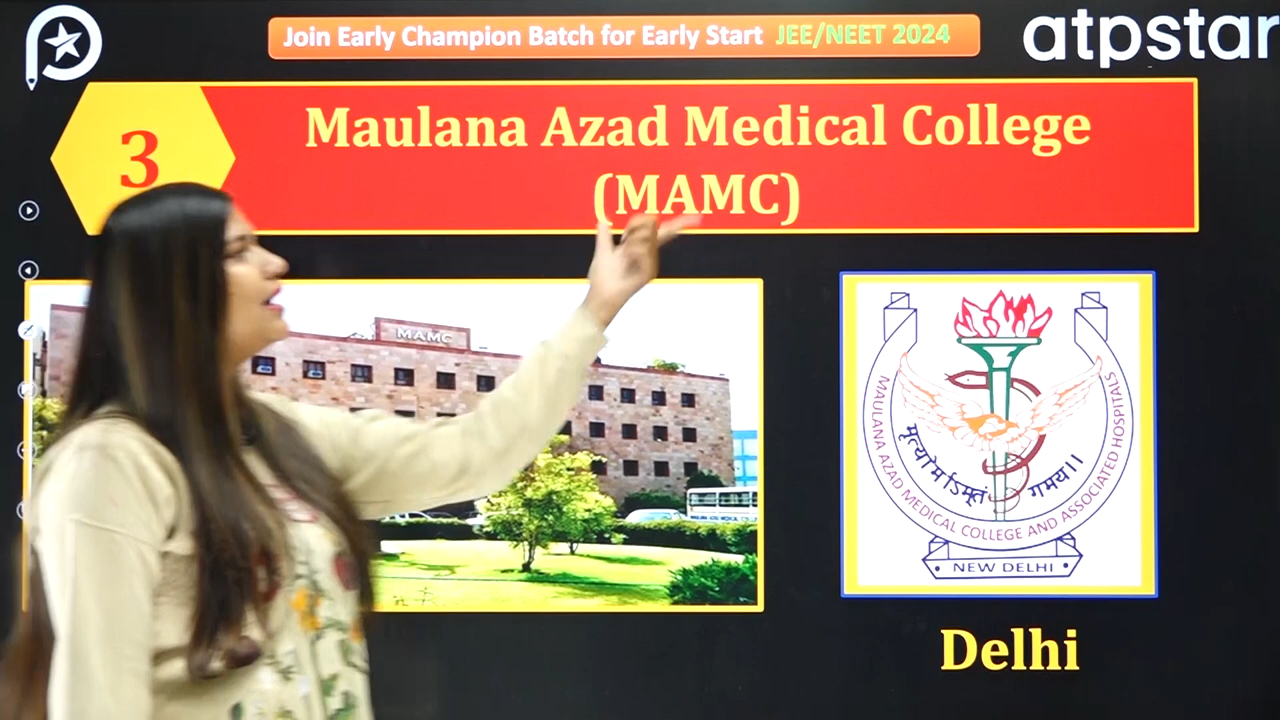 Join Early Champion Batch for Early Start JEE/NEET 2024
atpstar
3
Maulana Azad Medical College
(MAMC)
MAMC
MAULANA AZAD MEDICAL COLLEGE AND ASSOCIATED HOSPITALS
मृत्योर्मा ऽमृतं गमय।।
NEW DELHI
Delhi